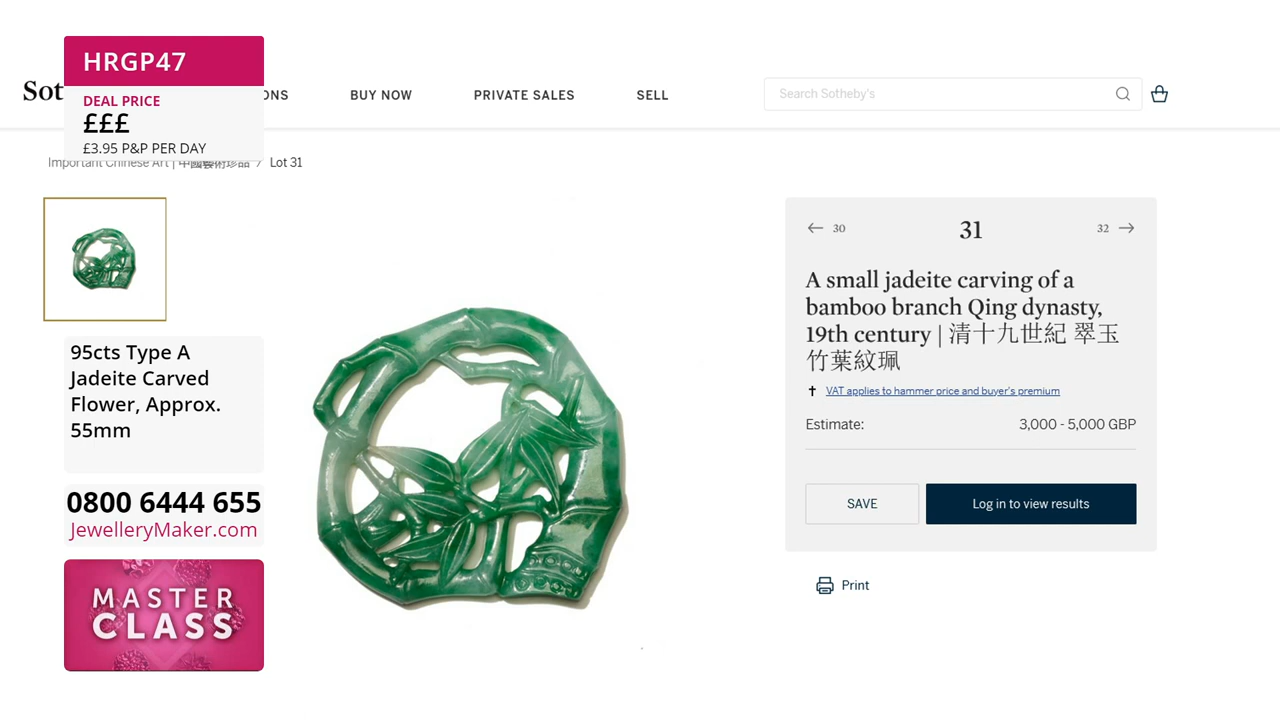 HRGP47
DEAL PRICE
£££
£3.95 P&P PER DAY
Sot
ONS
BUY NOW
PRIVATE SALES
SELL
Search Sotheby's
Important Chinese Art | 中國藝術珍品 / Lot 31
95cts Type A
Jadeite Carved
Flower, Approx.
55mm
0800 6444 655
JewelleryMaker.com
MASTER
CLASS
30
31
32
A small jadeite carving of a
bamboo branch Qing dynasty,
19th century | 清十九世紀 翠玉
竹葉紋珮
† VAT applies to hammer price and buyer's premium
Estimate: 3,000 - 5,000 GBP
SAVE
Log in to view results
Print